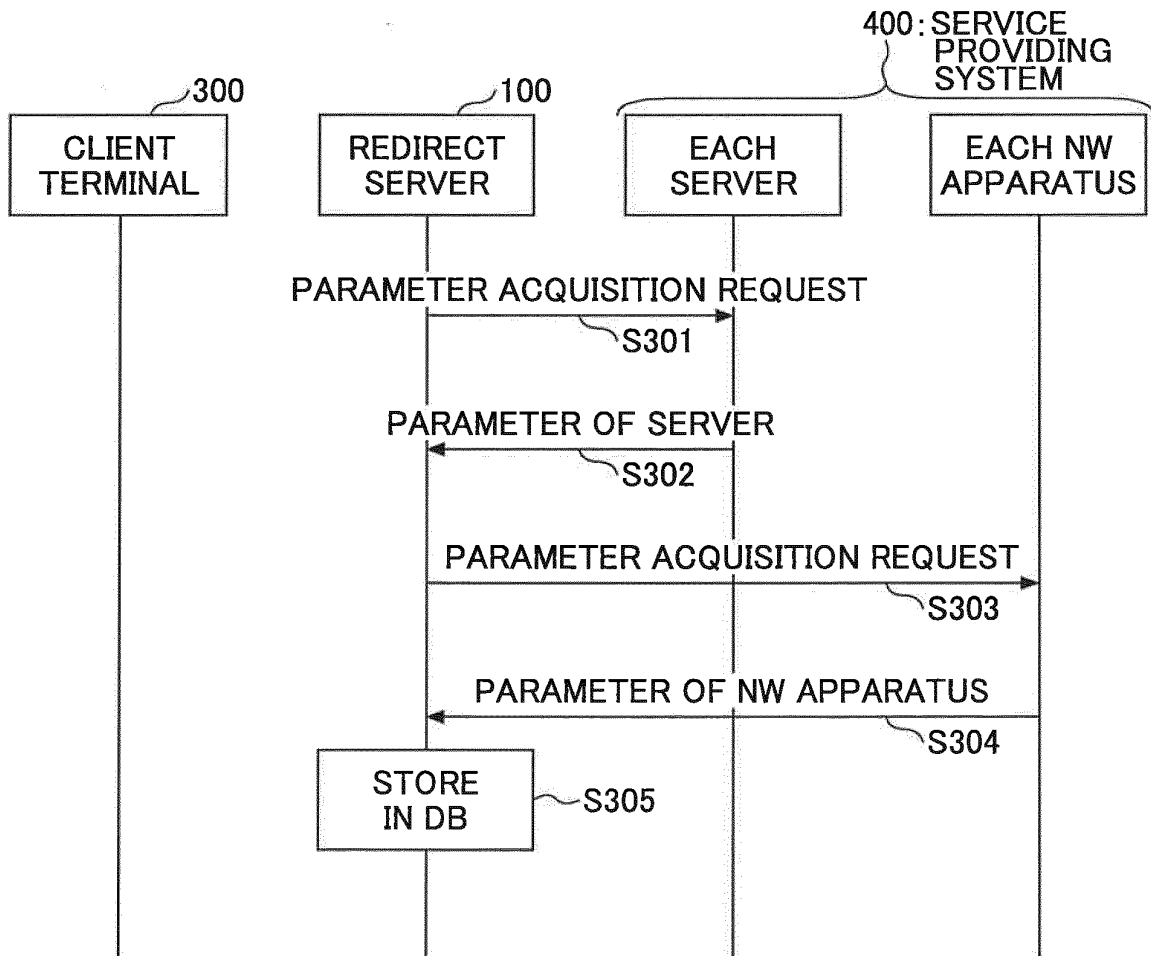 400: SERVICE
PROVIDING
SYSTEM
300
100
CLIENT
TERMINAL
REDIRECT
SERVER
EACH
SERVER
EACH NW
APPARATUS
PARAMETER ACQUISITION REQUEST
S301
PARAMETER OF SERVER
S302
PARAMETER ACQUISITION REQUEST
S303
PARAMETER OF NW APPARATUS
S304
STORE
IN DB
S305